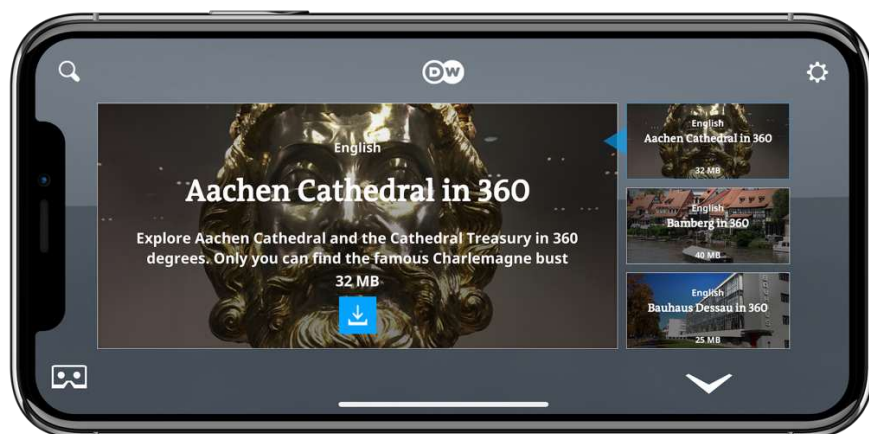 DW
English
Aachen Cathedral in 360
Explore Aachen Cathedral and the Cathedral Treasury in 360
degrees. Only you can find the famous Charlemagne bust
32 MB
English
Aachen Cathedral in 360
32 MB
English
Bamberg in 360
40 MB
English
Bauhaus Dessau in 360
25 MB